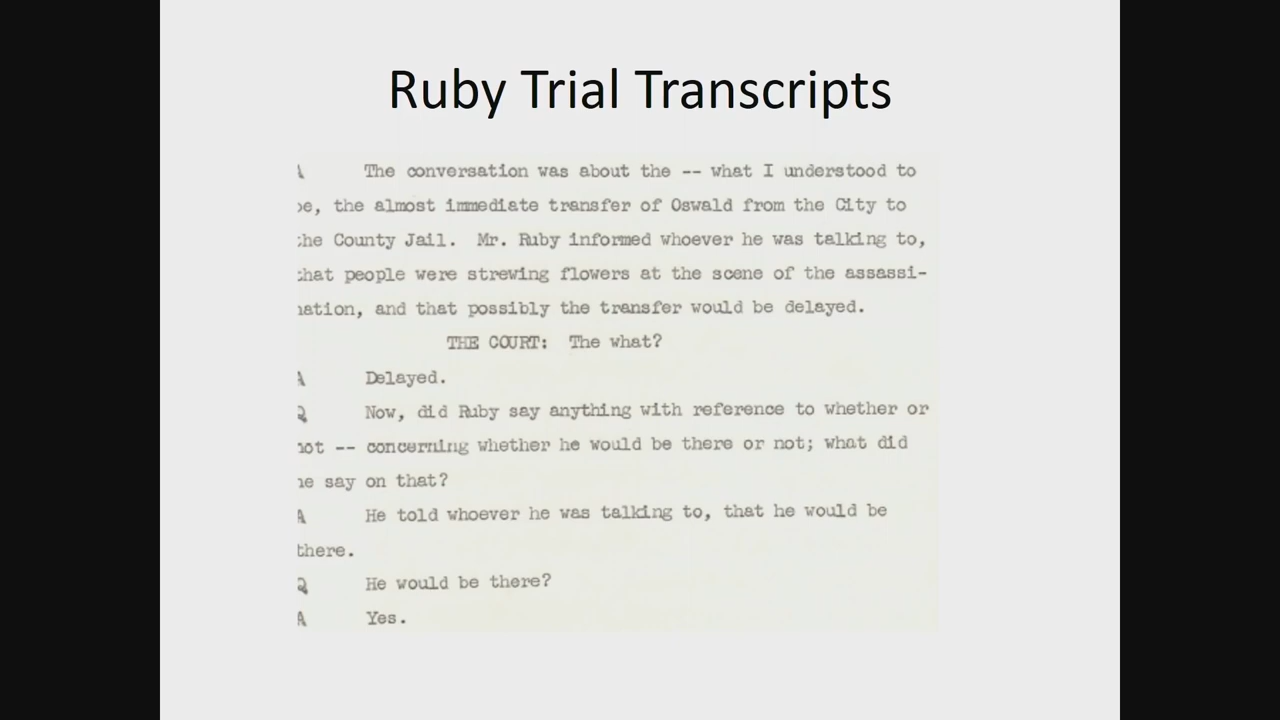 Ruby Trial Transcripts
A The conversation was about the -- what I understood to
be, the almost immediate transfer of Oswald from the City to
the County Jail. Mr. Ruby informed whoever he was talking to,
that people were strewing flowers at the scene of the assassi-
nation, and that possibly the transfer would be delayed.
THE COURT: The what?
A Delayed.
Q Now, did Ruby say anything with reference to whether or
not -- concerning whether he would be there or not; what did
he say on that?
A He told whoever he was talking to, that he would be
there.
Q He would be there?
A Yes.